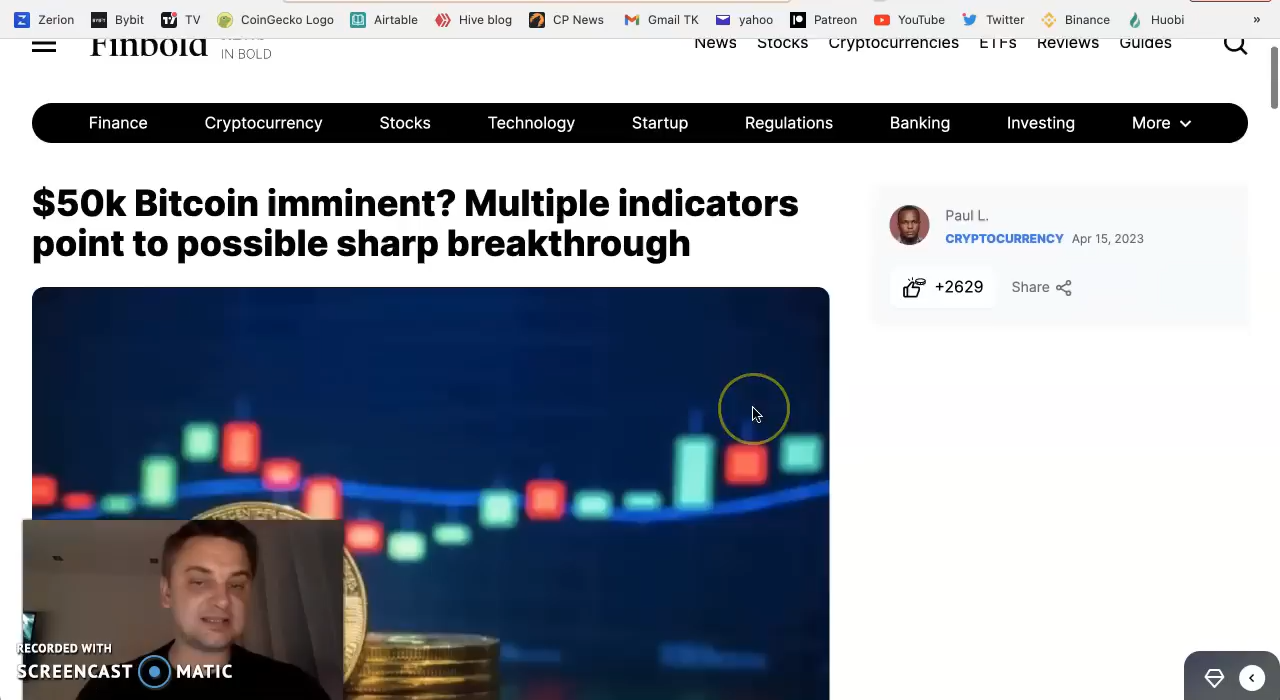 Zerion Bybit TV CoinGecko Logo Airtable Hive blog CP News Gmail TK yahoo Patreon YouTube Twitter Binance Huobi »
Finbold
IN BOLD
News Stocks Cryptocurrencies ETFs Reviews Guides
Finance Cryptocurrency Stocks Technology Startup Regulations Banking Investing More
$50k Bitcoin imminent? Multiple indicators
point to possible sharp breakthrough
Paul L.
CRYPTOCURRENCY Apr 15, 2023
+2629 Share
RECORDED WITH
SCREENCAST MATIC